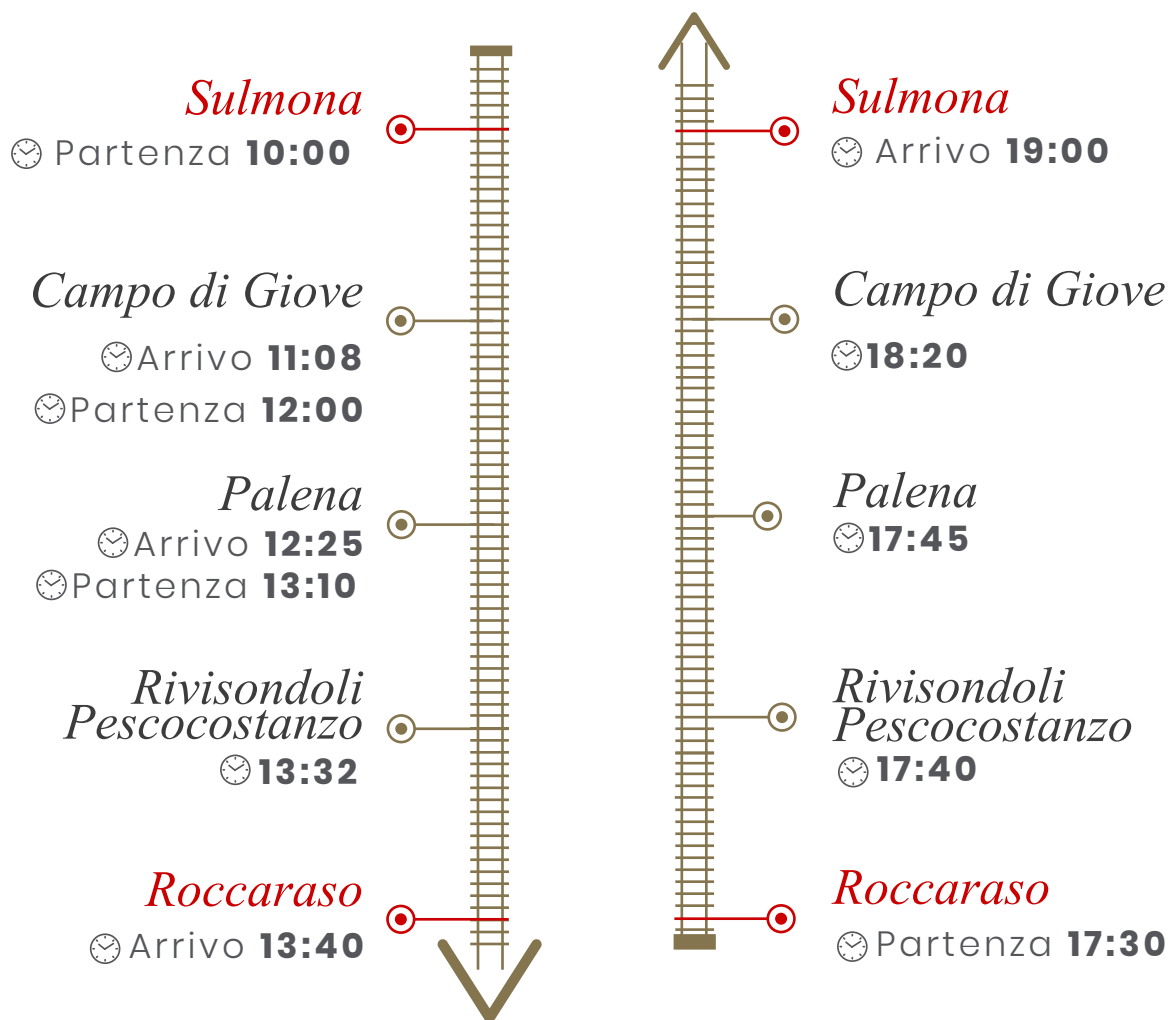 Sulmona
Partenza 10:00
Campo di Giove
Arrivo 11:08
Partenza 12:00
Palena
Arrivo 12:25
Partenza 13:10
Rivisondoli
Pescocostanzo
13:32
Roccaraso
Arrivo 13:40
Sulmona
Arrivo 19:00
Campo di Giove
18:20
Palena
17:45
Rivisondoli
Pescocostanzo
17:40
Roccaraso
Partenza 17:30